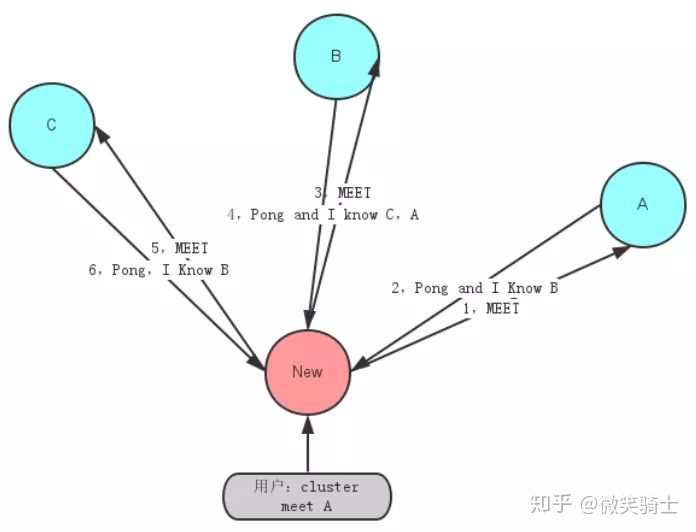 B
C
A
3, MEET
4, Pong and I know C, A
5, MEET
6, Pong, I Know B
2, Pong and I Know B
1, MEET
New
用户: cluster
meet A
知乎 @微笑骑士